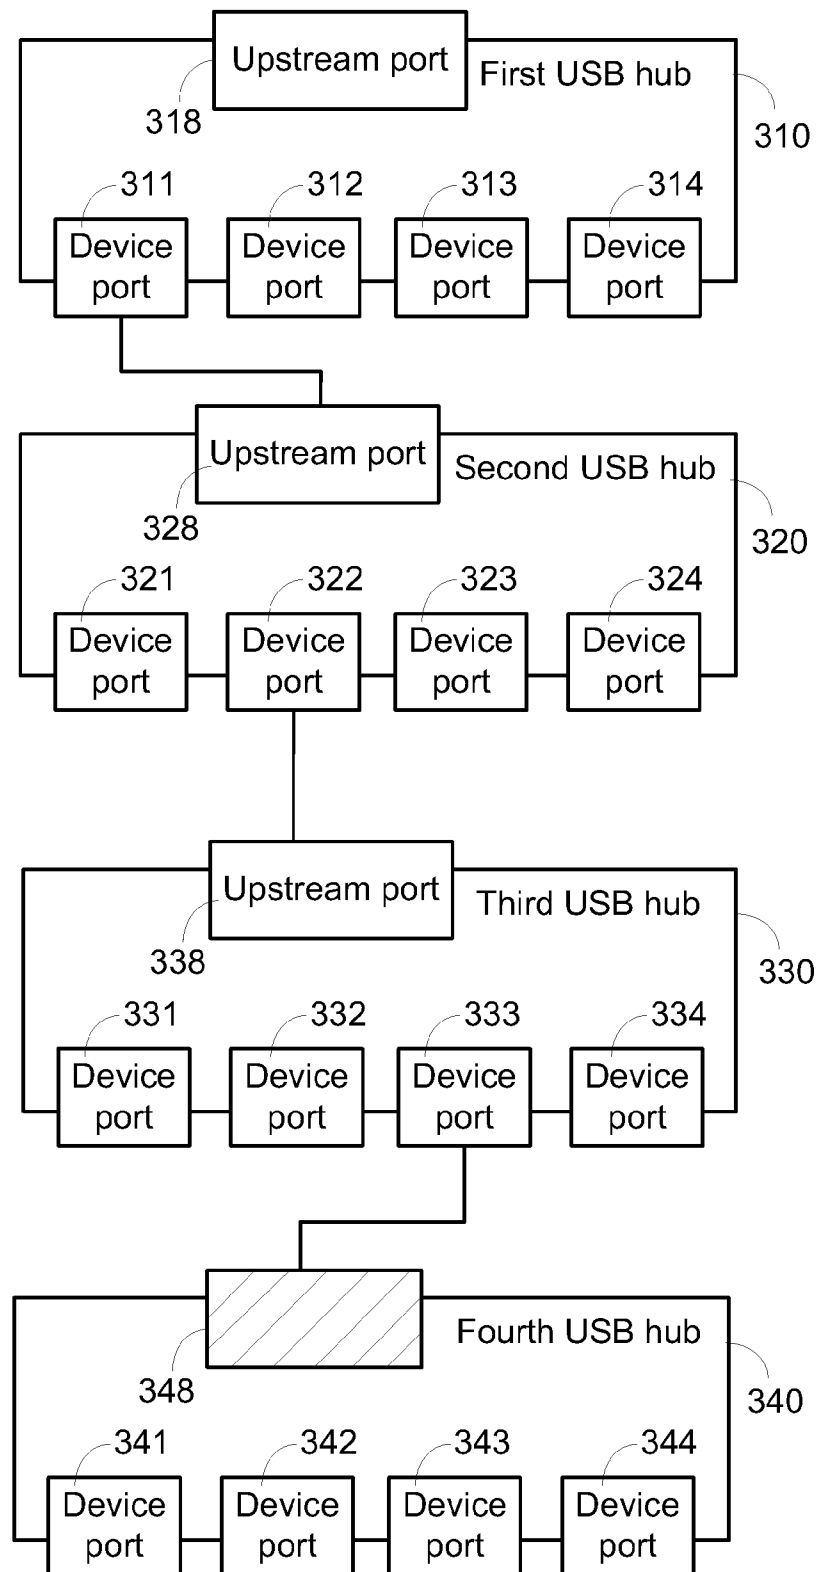 Upstream port
First USB hub
318
310
311
312
313
314
Device
port
Device
port
Device
port
Device
port
Upstream port
Second USB hub
328
320
321
322
323
324
Device
port
Device
port
Device
port
Device
port
Upstream port
Third USB hub
338
330
331
332
333
334
Device
port
Device
port
Device
port
Device
port
Fourth USB hub
348
340
341
342
343
344
Device
port
Device
port
Device
port
Device
port